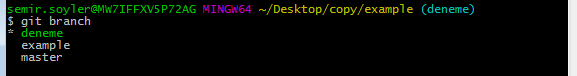 semir.soyler@MW7IFFXV5P72AG MINGW64 ~/Desktop/copy/example (deneme)
$ git branch
* deneme
  example
  master